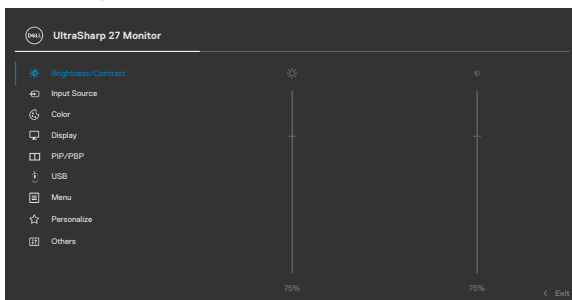 DELL UltraSharp 27 Monitor
Brightness/Contrast
Input Source
Color
Display
PIP/PBP
USB
Menu
Personalize
Others
75% 75%
< Exit